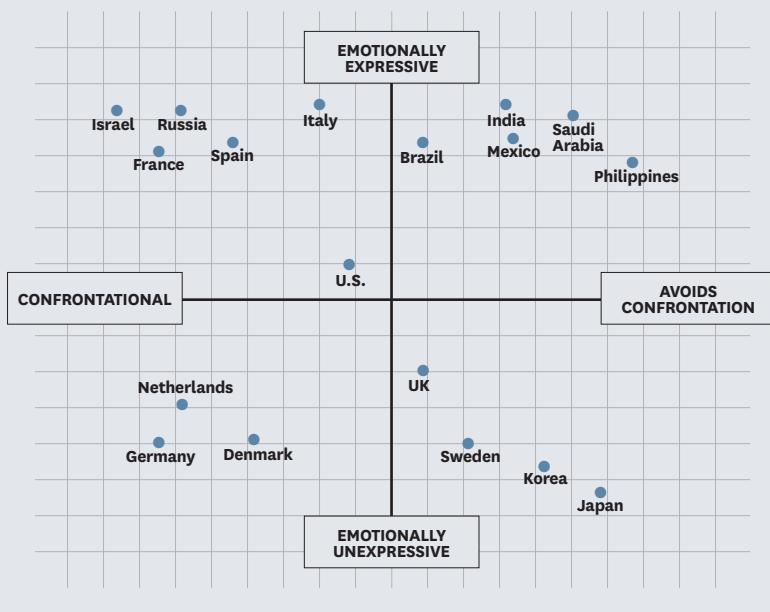 EMOTIONALLY
EXPRESSIVE
Israel
Russia
Italy
India
Saudi
Arabia
France
Spain
Brazil
Mexico
Philippines
U.S.
CONFRONTATIONAL
AVOIDS
CONFRONTATION
Netherlands
UK
Germany
Denmark
Sweden
Korea
Japan
EMOTIONALLY
UNEXPRESSIVE